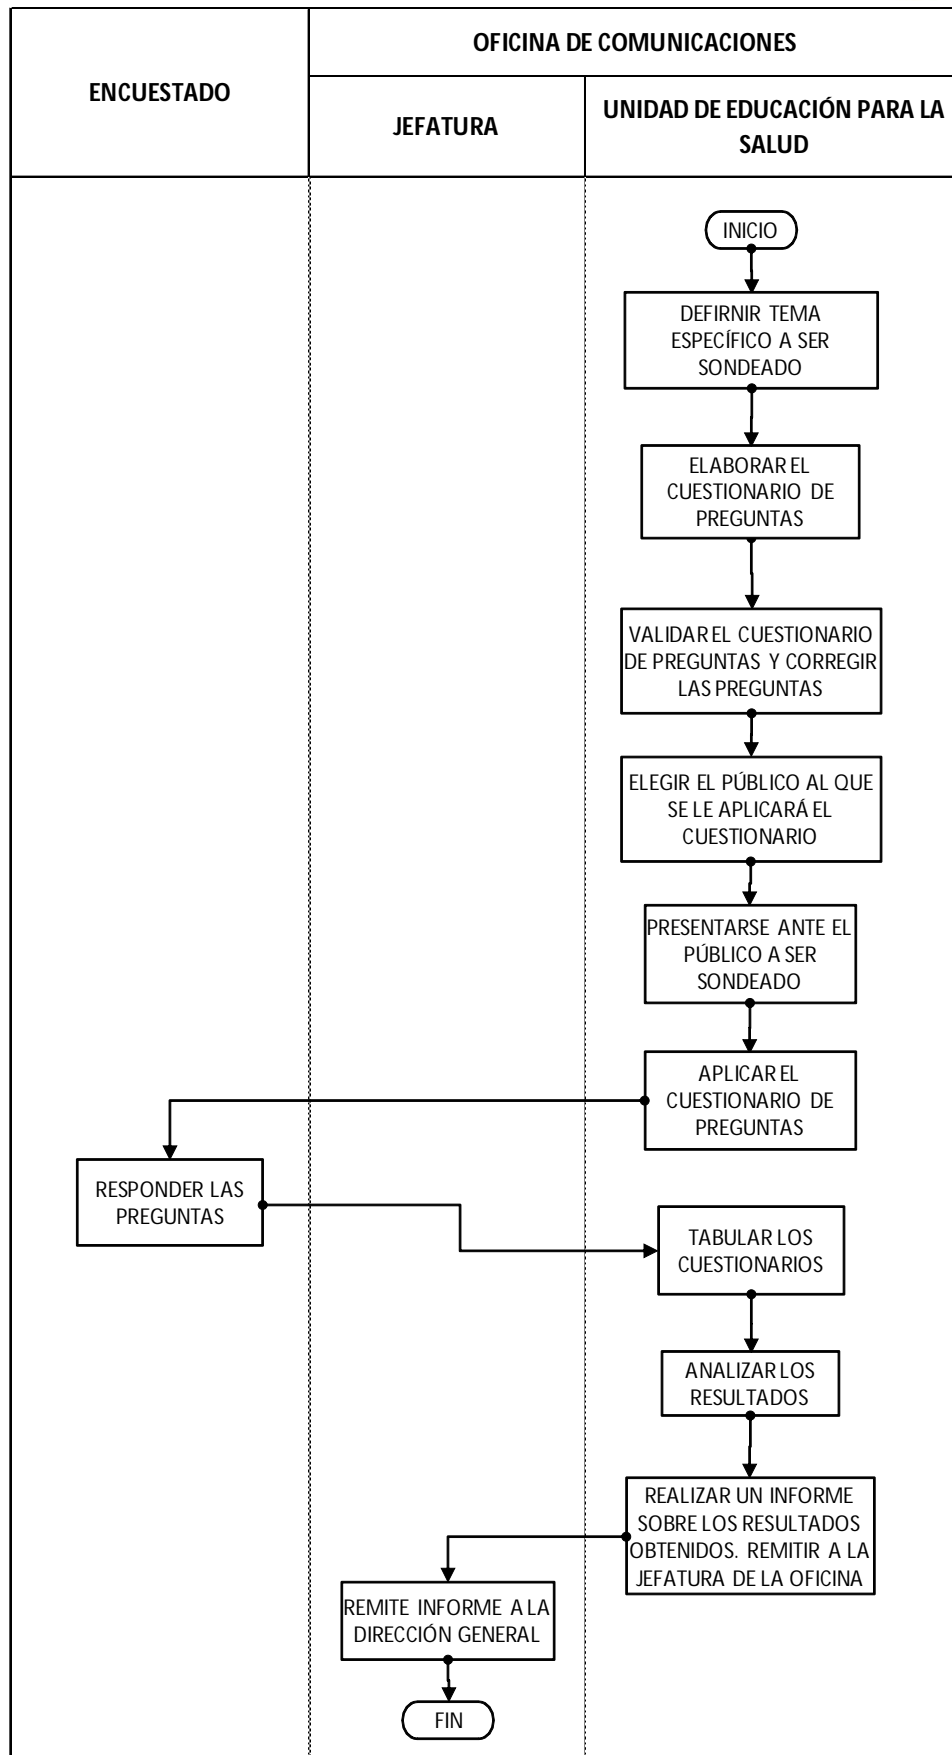 OFICINA DE COMUNICACIONES
ENCUESTADO
JEFATURA
UNIDAD DE EDUCACIÓN PARA LA
SALUD
INICIO
DEFIRNIR TEMA
ESPECÍFICO A SER
SONDEADO
ELABORAR EL
CUESTIONARIO DE
PREGUNTAS
VALIDAR EL CUESTIONARIO
DE PREGUNTAS Y CORREGIR
LAS PREGUNTAS
ELEGIR EL PÚBLICO AL QUE
SE LE APLICARÁ EL
CUESTIONARIO
PRESENTARSE ANTE EL
PÚBLICO A SER
SONDEADO
APLICAR EL
CUESTIONARIO DE
PREGUNTAS
RESPONDER LAS
PREGUNTAS
TABULAR LOS
CUESTIONARIOS
ANALIZAR LOS
RESULTADOS
REALIZAR UN INFORME
SOBRE LOS RESULTADOS
OBTENIDOS. REMITIR A LA
JEFATURA DE LA OFICINA
REMITE INFORME A LA
DIRECCIÓN GENERAL
FIN